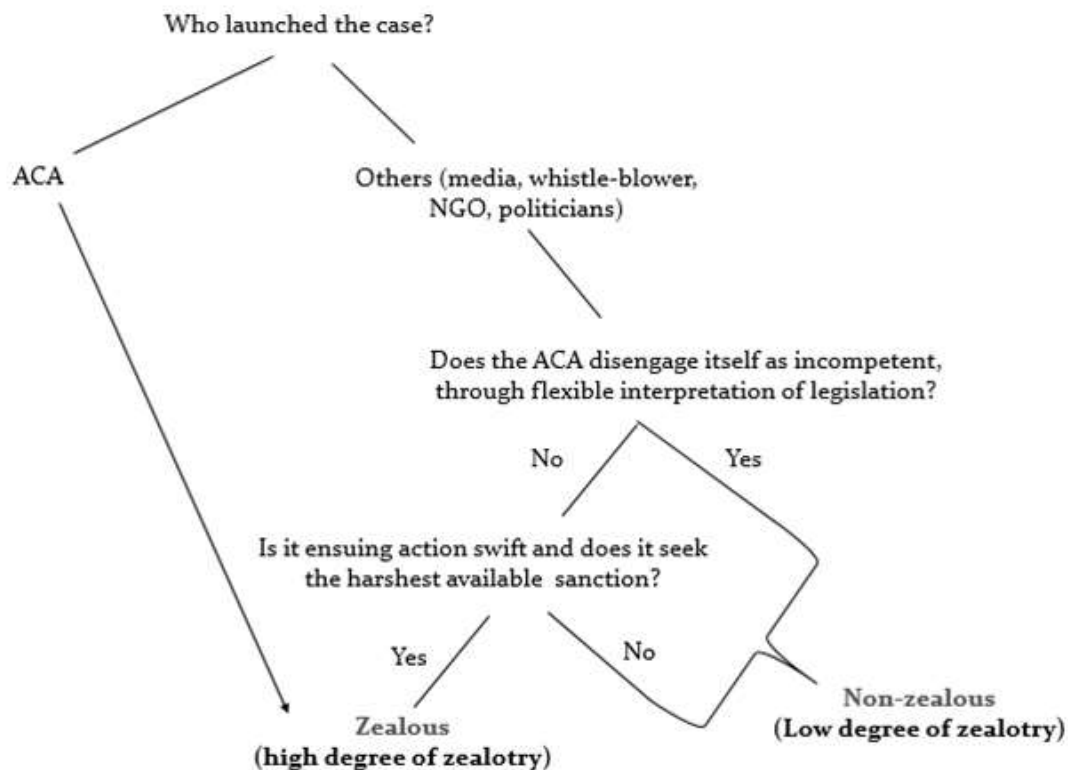 Who launched the case?
ACA
Others (media, whistle-blower,
NGO, politicians)
Does the ACA disengage itself as incompetent,
through flexible interpretation of legislation?
No
Yes
Is it ensuing action swift and does it seek
the harshest available sanction?
Yes
No
Zealous
(high degree of zealotry)
Non-zealous
(Low degree of zealotry)